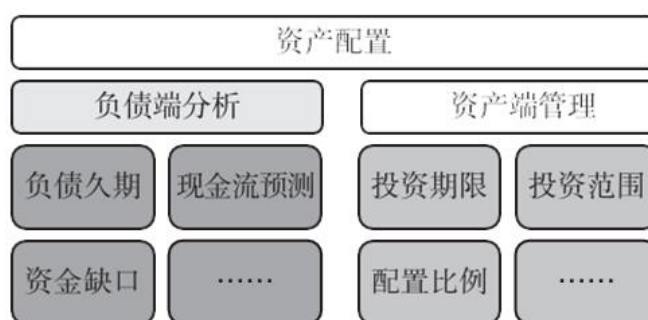 资产配置
负债端分析
资产端管理
负债久期
现金流预测
投资期限
投资范围
资金缺口
……
配置比例
……